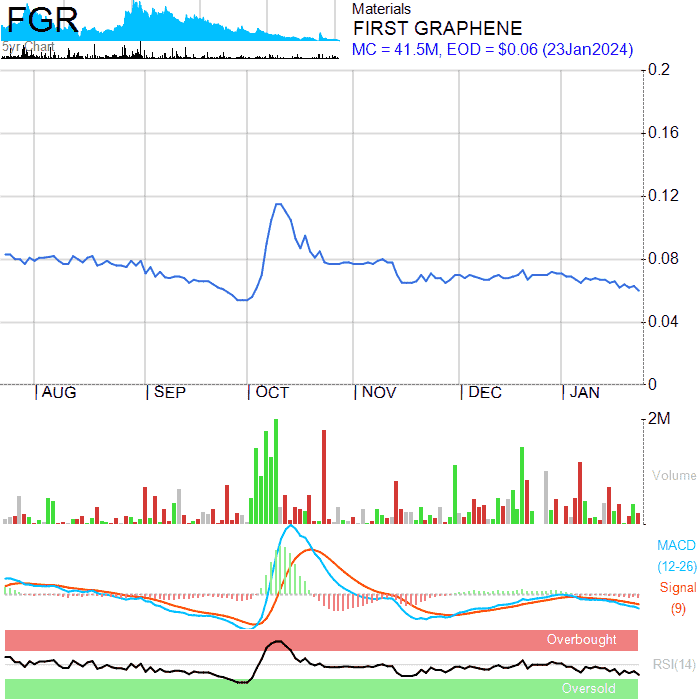 FGR
5yr Chart
Materials
FIRST GRAPHENE
MC = 41.5M, EOD = $0.06 (23Jan2024)
0.2
0.16
0.12
0.08
0.04
0
AUG SEP OCT NOV DEC JAN
2M
Volume
MACD
(12-26)
Signal
(9)
Overbought
RSI(14)
Oversold